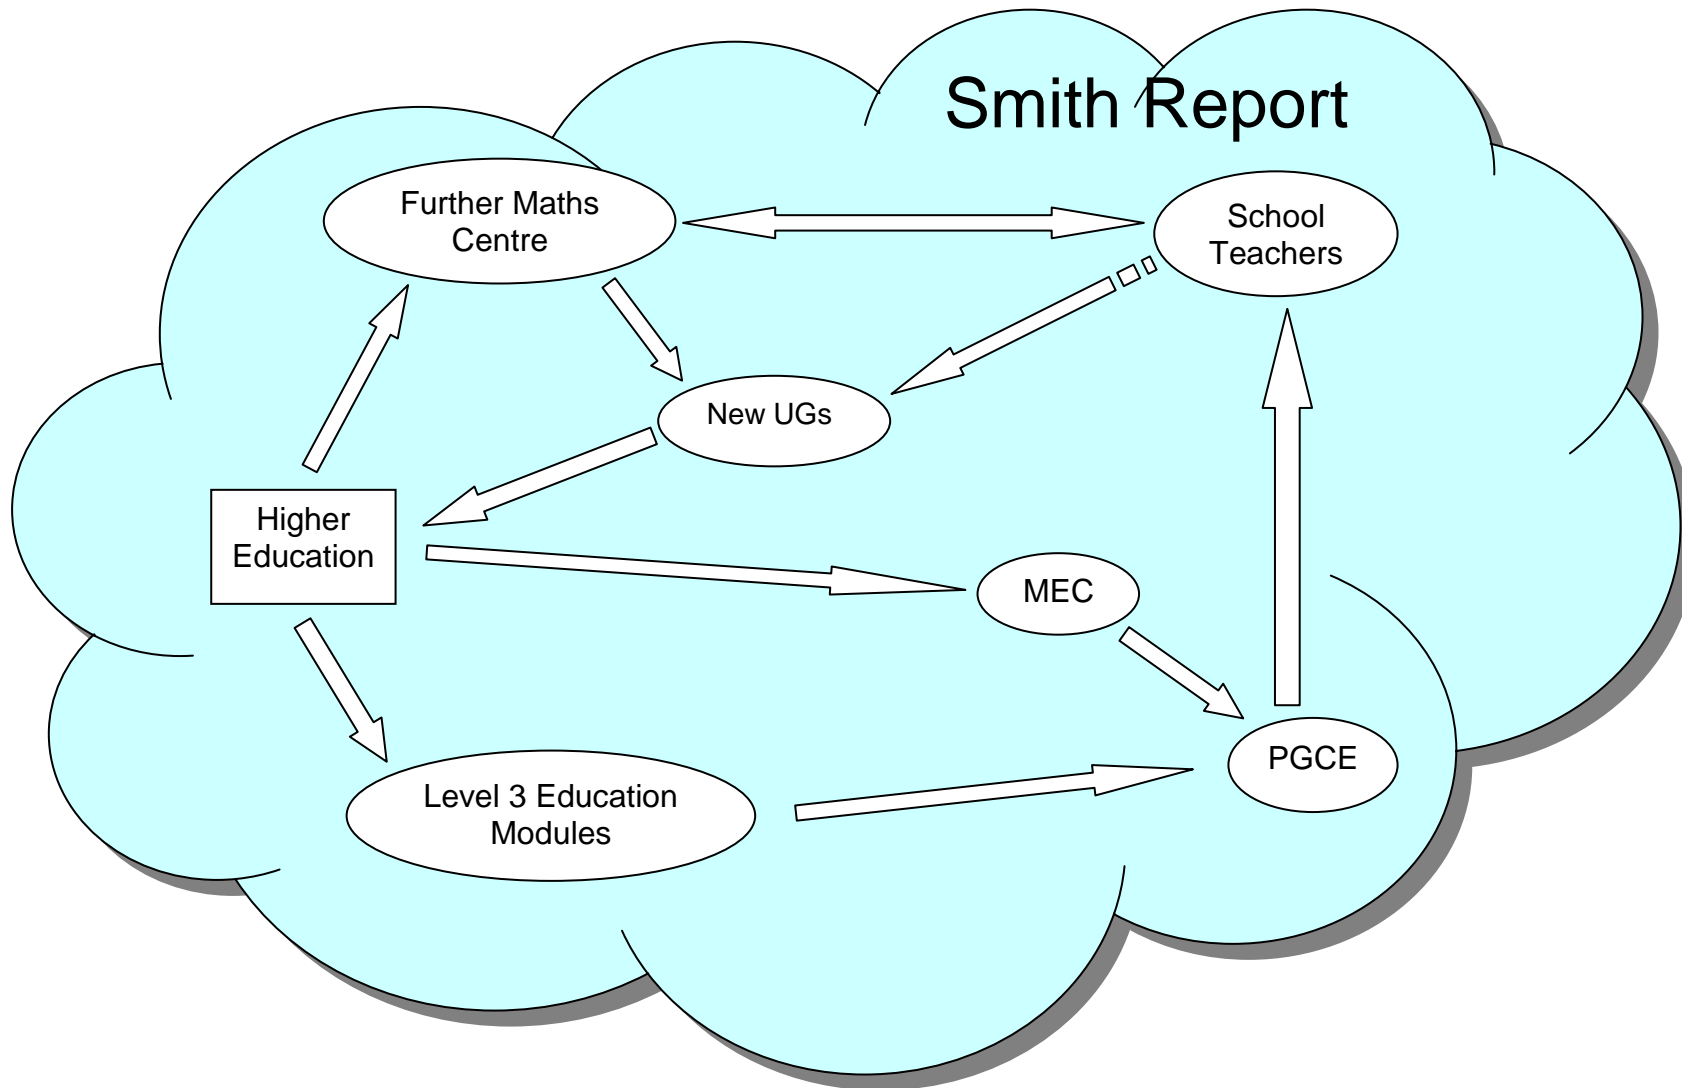 Smith Report
Further Maths
Centre
School
Teachers
New UGs
Higher
Education
MEC
PGCE
Level 3 Education
Modules